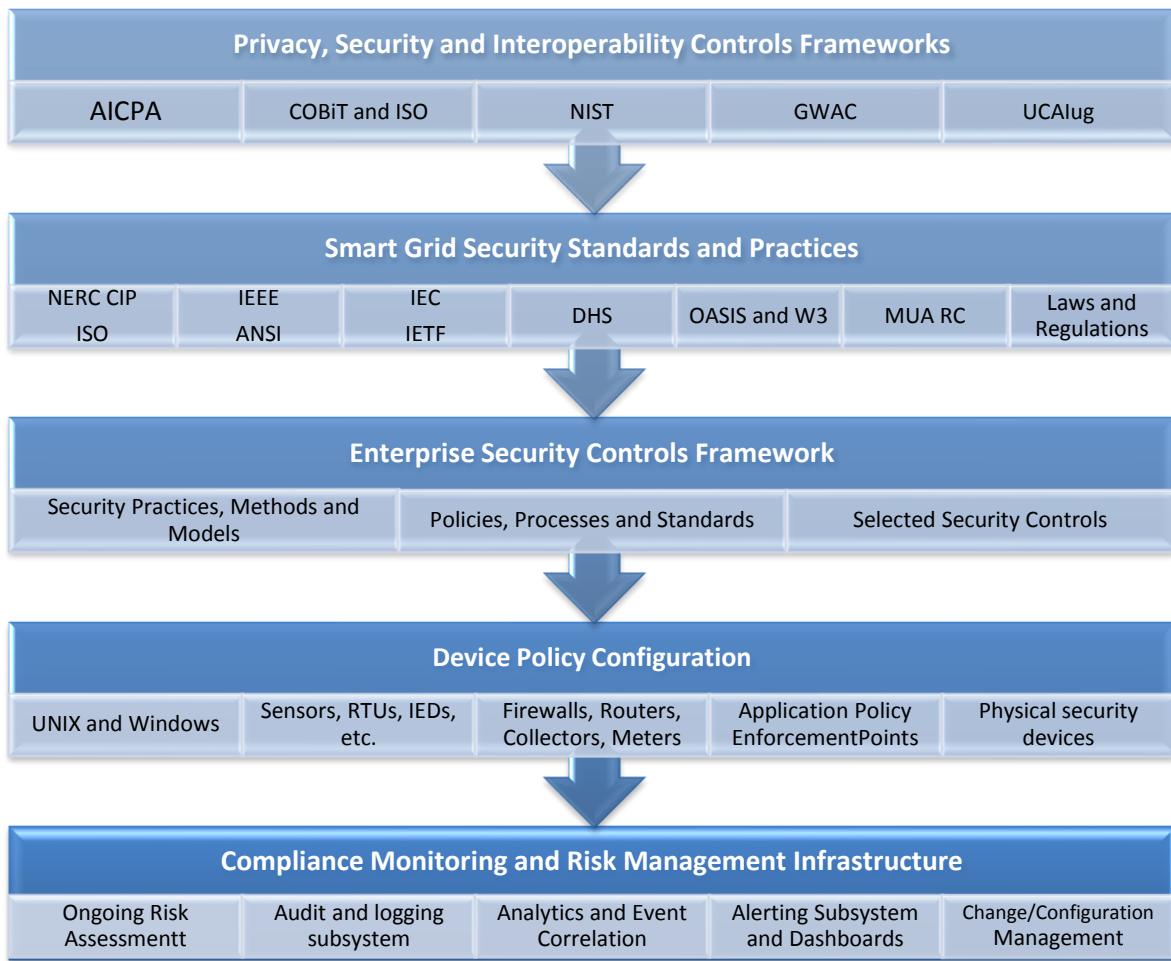 Privacy, Security and Interoperability Controls Frameworks
AICPA
COBiT and ISO
NIST
GWAC
UCAIug
Smart Grid Security Standards and Practices
NERC CIP
ISO
IEEE
ANSI
IEC
IETF
DHS
OASIS and W3
MUA RC
Laws and
Regulations
Enterprise Security Controls Framework
Security Practices, Methods and
Models
Policies, Processes and Standards
Selected Security Controls
Device Policy Configuration
UNIX and Windows
Sensors, RTUs, IEDs,
etc.
Firewalls, Routers,
Collectors, Meters
Application Policy
EnforcementPoints
Physical security
devices
Compliance Monitoring and Risk Management Infrastructure
Ongoing Risk
Assessmentt
Audit and logging
subsystem
Analytics and Event
Correlation
Alerting Subsystem
and Dashboards
Change/Configuration
Management